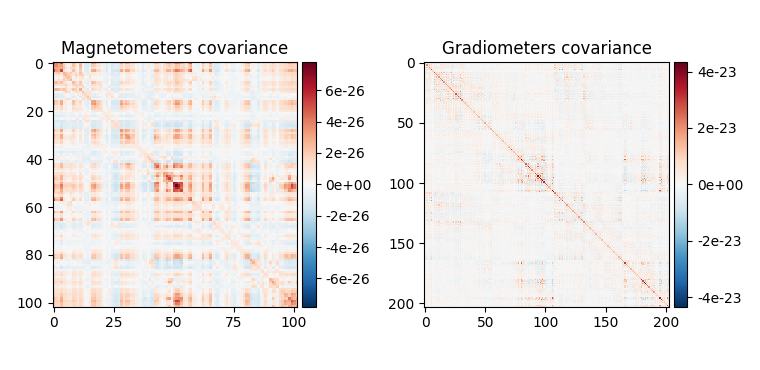 Magnetometers covariance
0
20
40
60
80
100
0
25
50
75
100
6e-26
4e-26
2e-26
0e+00
-2e-26
-4e-26
-6e-26
Gradiometers covariance
0
50
100
150
200
0
50
100
150
200
4e-23
2e-23
0e+00
-2e-23
-4e-23